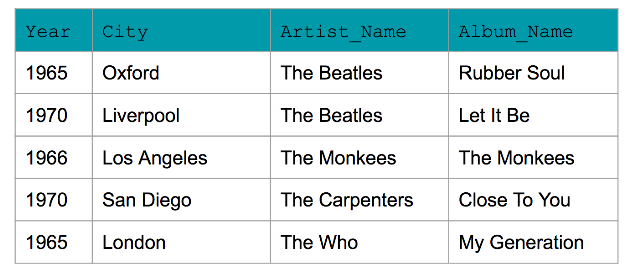 Year City Artist_Name Album_Name
1965 Oxford The Beatles Rubber Soul
1970 Liverpool The Beatles Let It Be
1966 Los Angeles The Monkees The Monkees
1970 San Diego The Carpenters Close To You
1965 London The Who My Generation